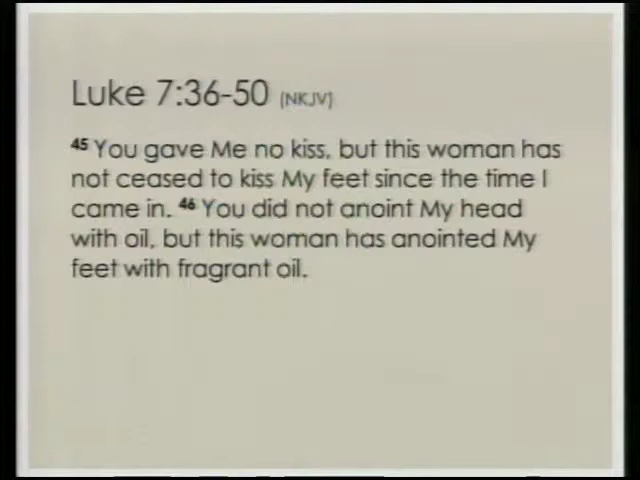 Luke 7:36-50 (NKJV)
45 You gave Me no kiss, but this woman has
not ceased to kiss My feet since the time I
came in. 46 You did not anoint My head
with oil, but this woman has anointed My
feet with fragrant oil.